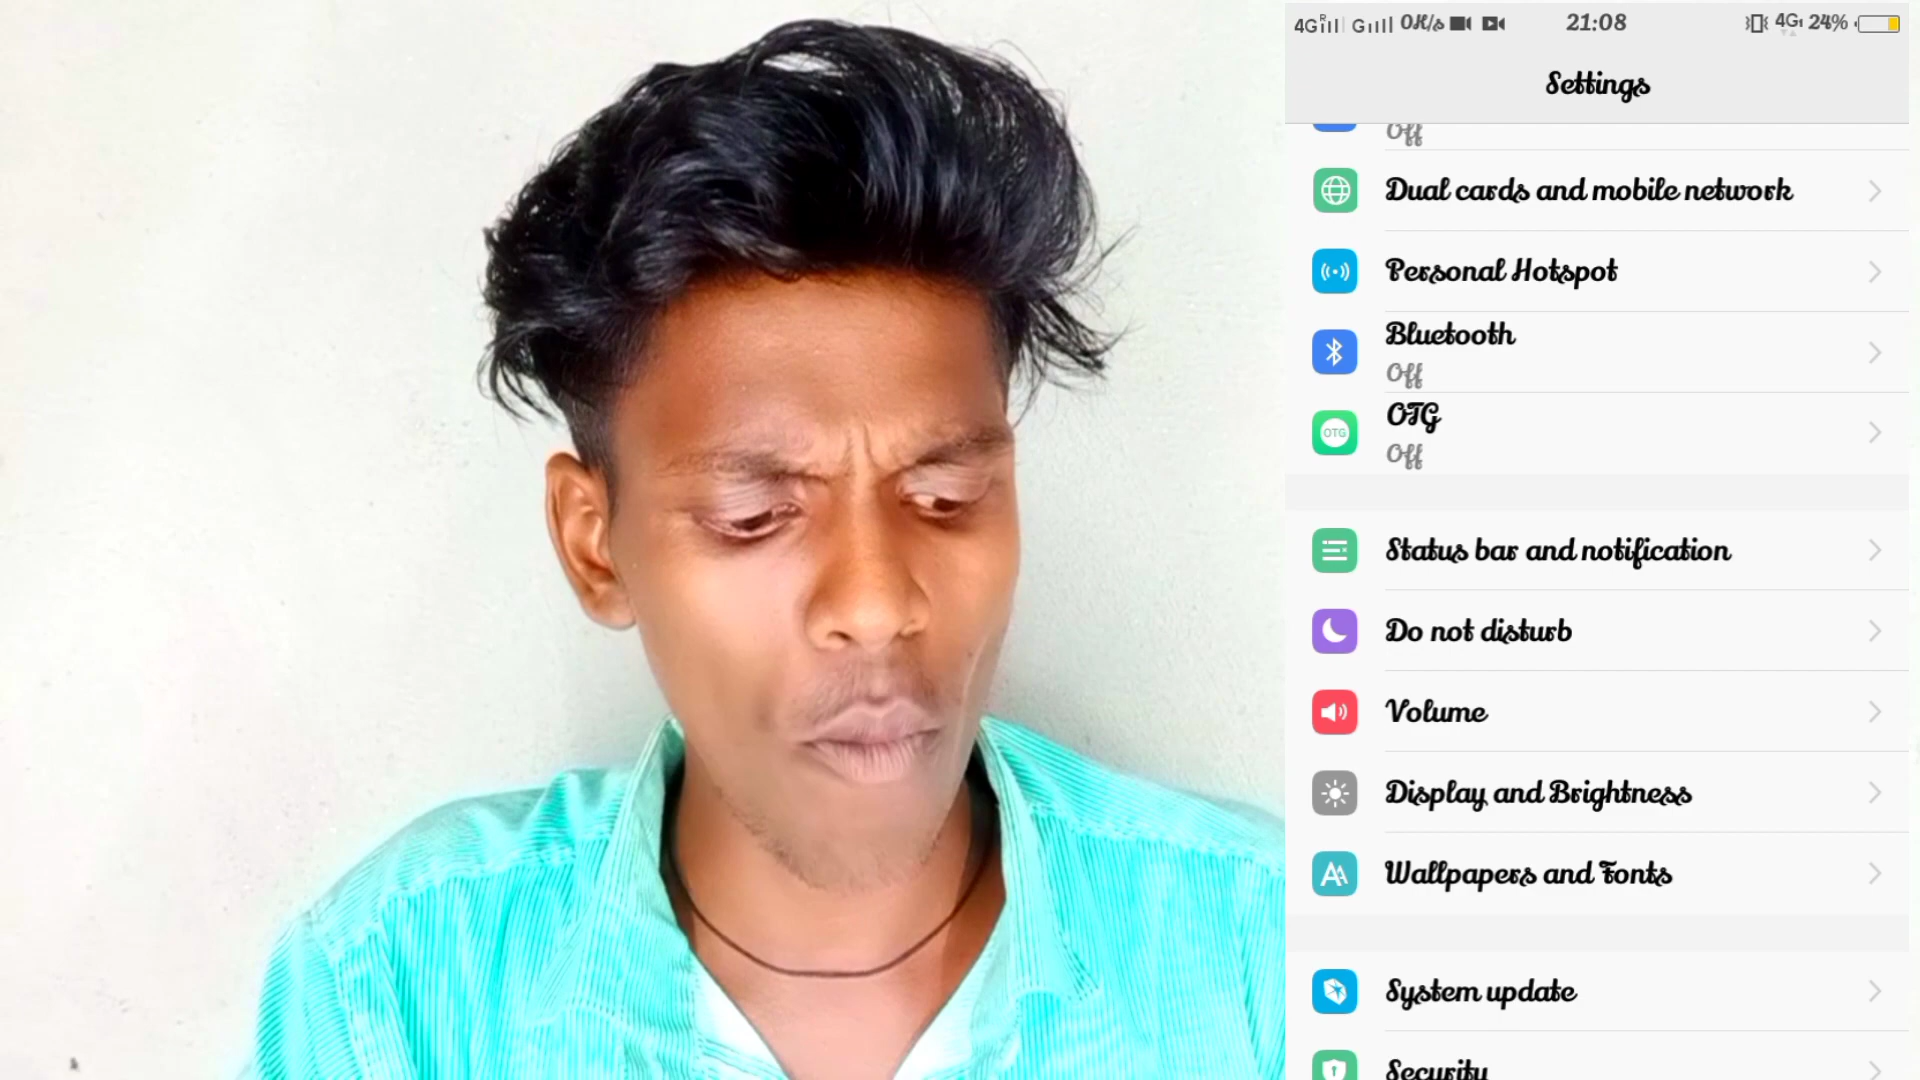 4G R G 0K/s 21:08 4G 24%
Settings
Off
Dual cards and mobile network
Personal Hotspot
Bluetooth
Off
OTG
OTG
Off
Status bar and notification
Do not disturb
Volume
Display and Brightness
Wallpapers and Fonts
System update
Security